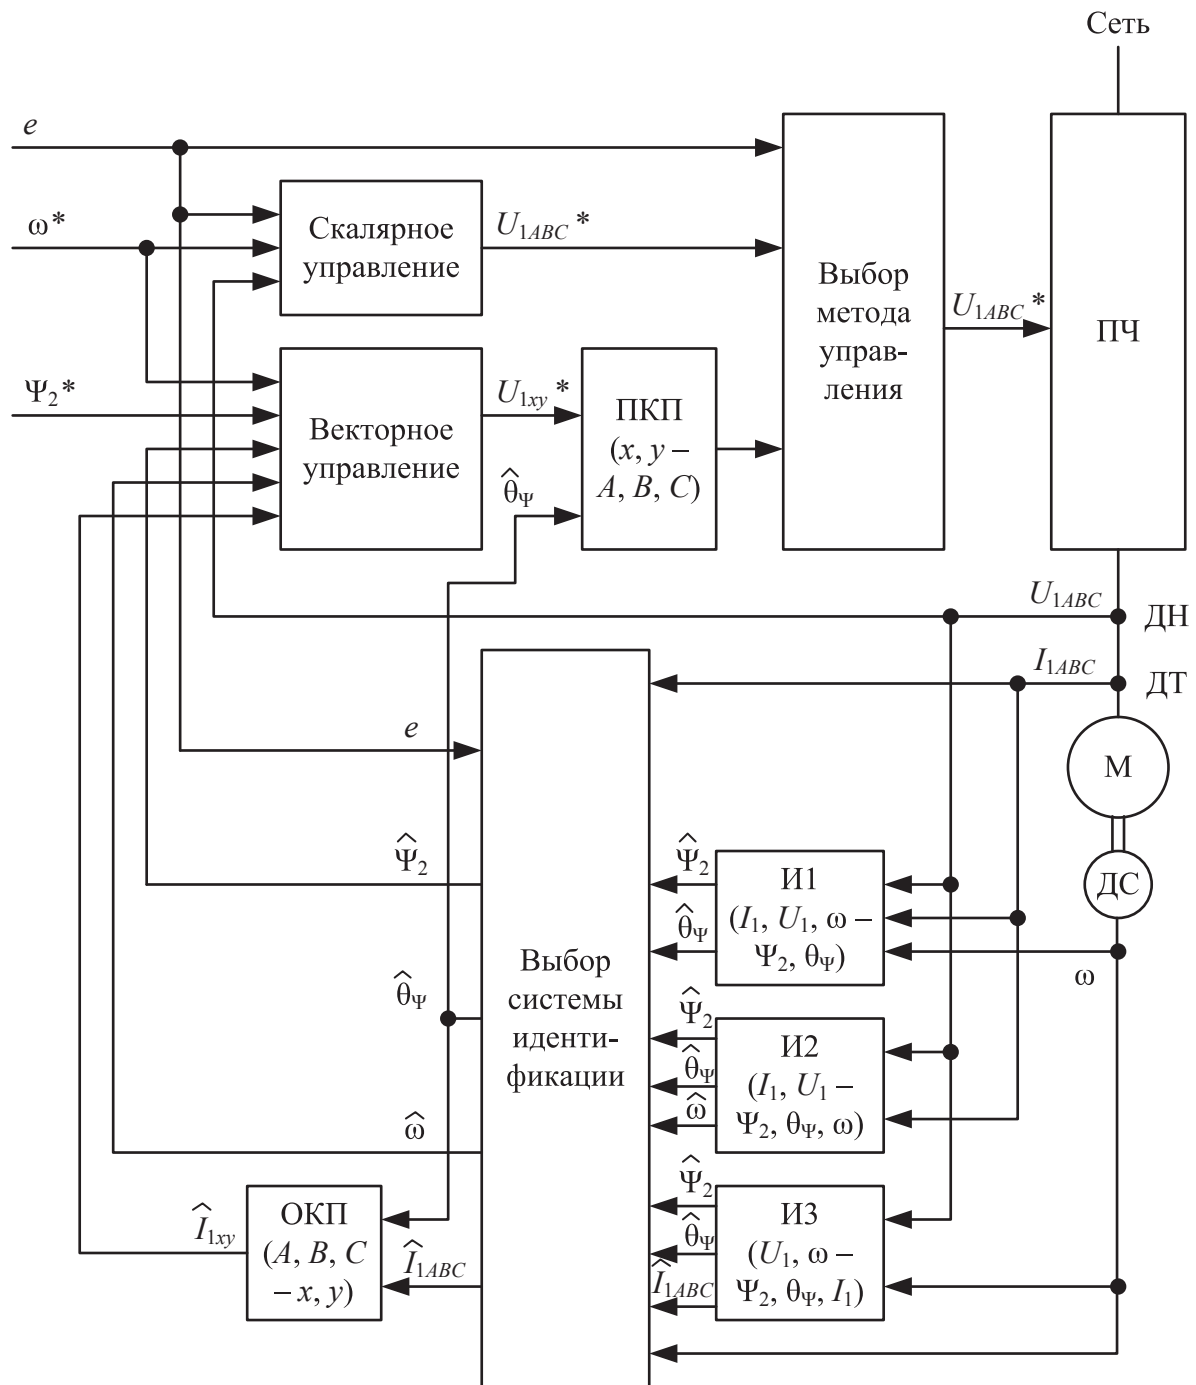 Сеть
e
ω*
Скалярное
управление
U1ABC *
Выбор
метода
управ-
ления
U1ABC *
ПЧ
Ψ2*
Векторное
управление
U1xy *
θ̂Ψ
ПКП
(x, y –
A, B, C)
U1ABC
ДН
I1ABC
ДТ
e
М
Ψ̂2
Ψ̂2
θ̂Ψ
И1
(I1, U1, ω –
Ψ2, θΨ)
ДС
ω
θ̂Ψ
Выбор
системы
иденти-
фикации
Ψ̂2
θ̂Ψ
ω̂
И2
(I1, U1 –
Ψ2, θΨ, ω)
ω̂
Ψ̂2
θ̂Ψ
Î1ABC
И3
(U1, ω –
Ψ2, θΨ, I1)
Î1xy
ОКП
(A, B, C
– x, y)
Î1ABC